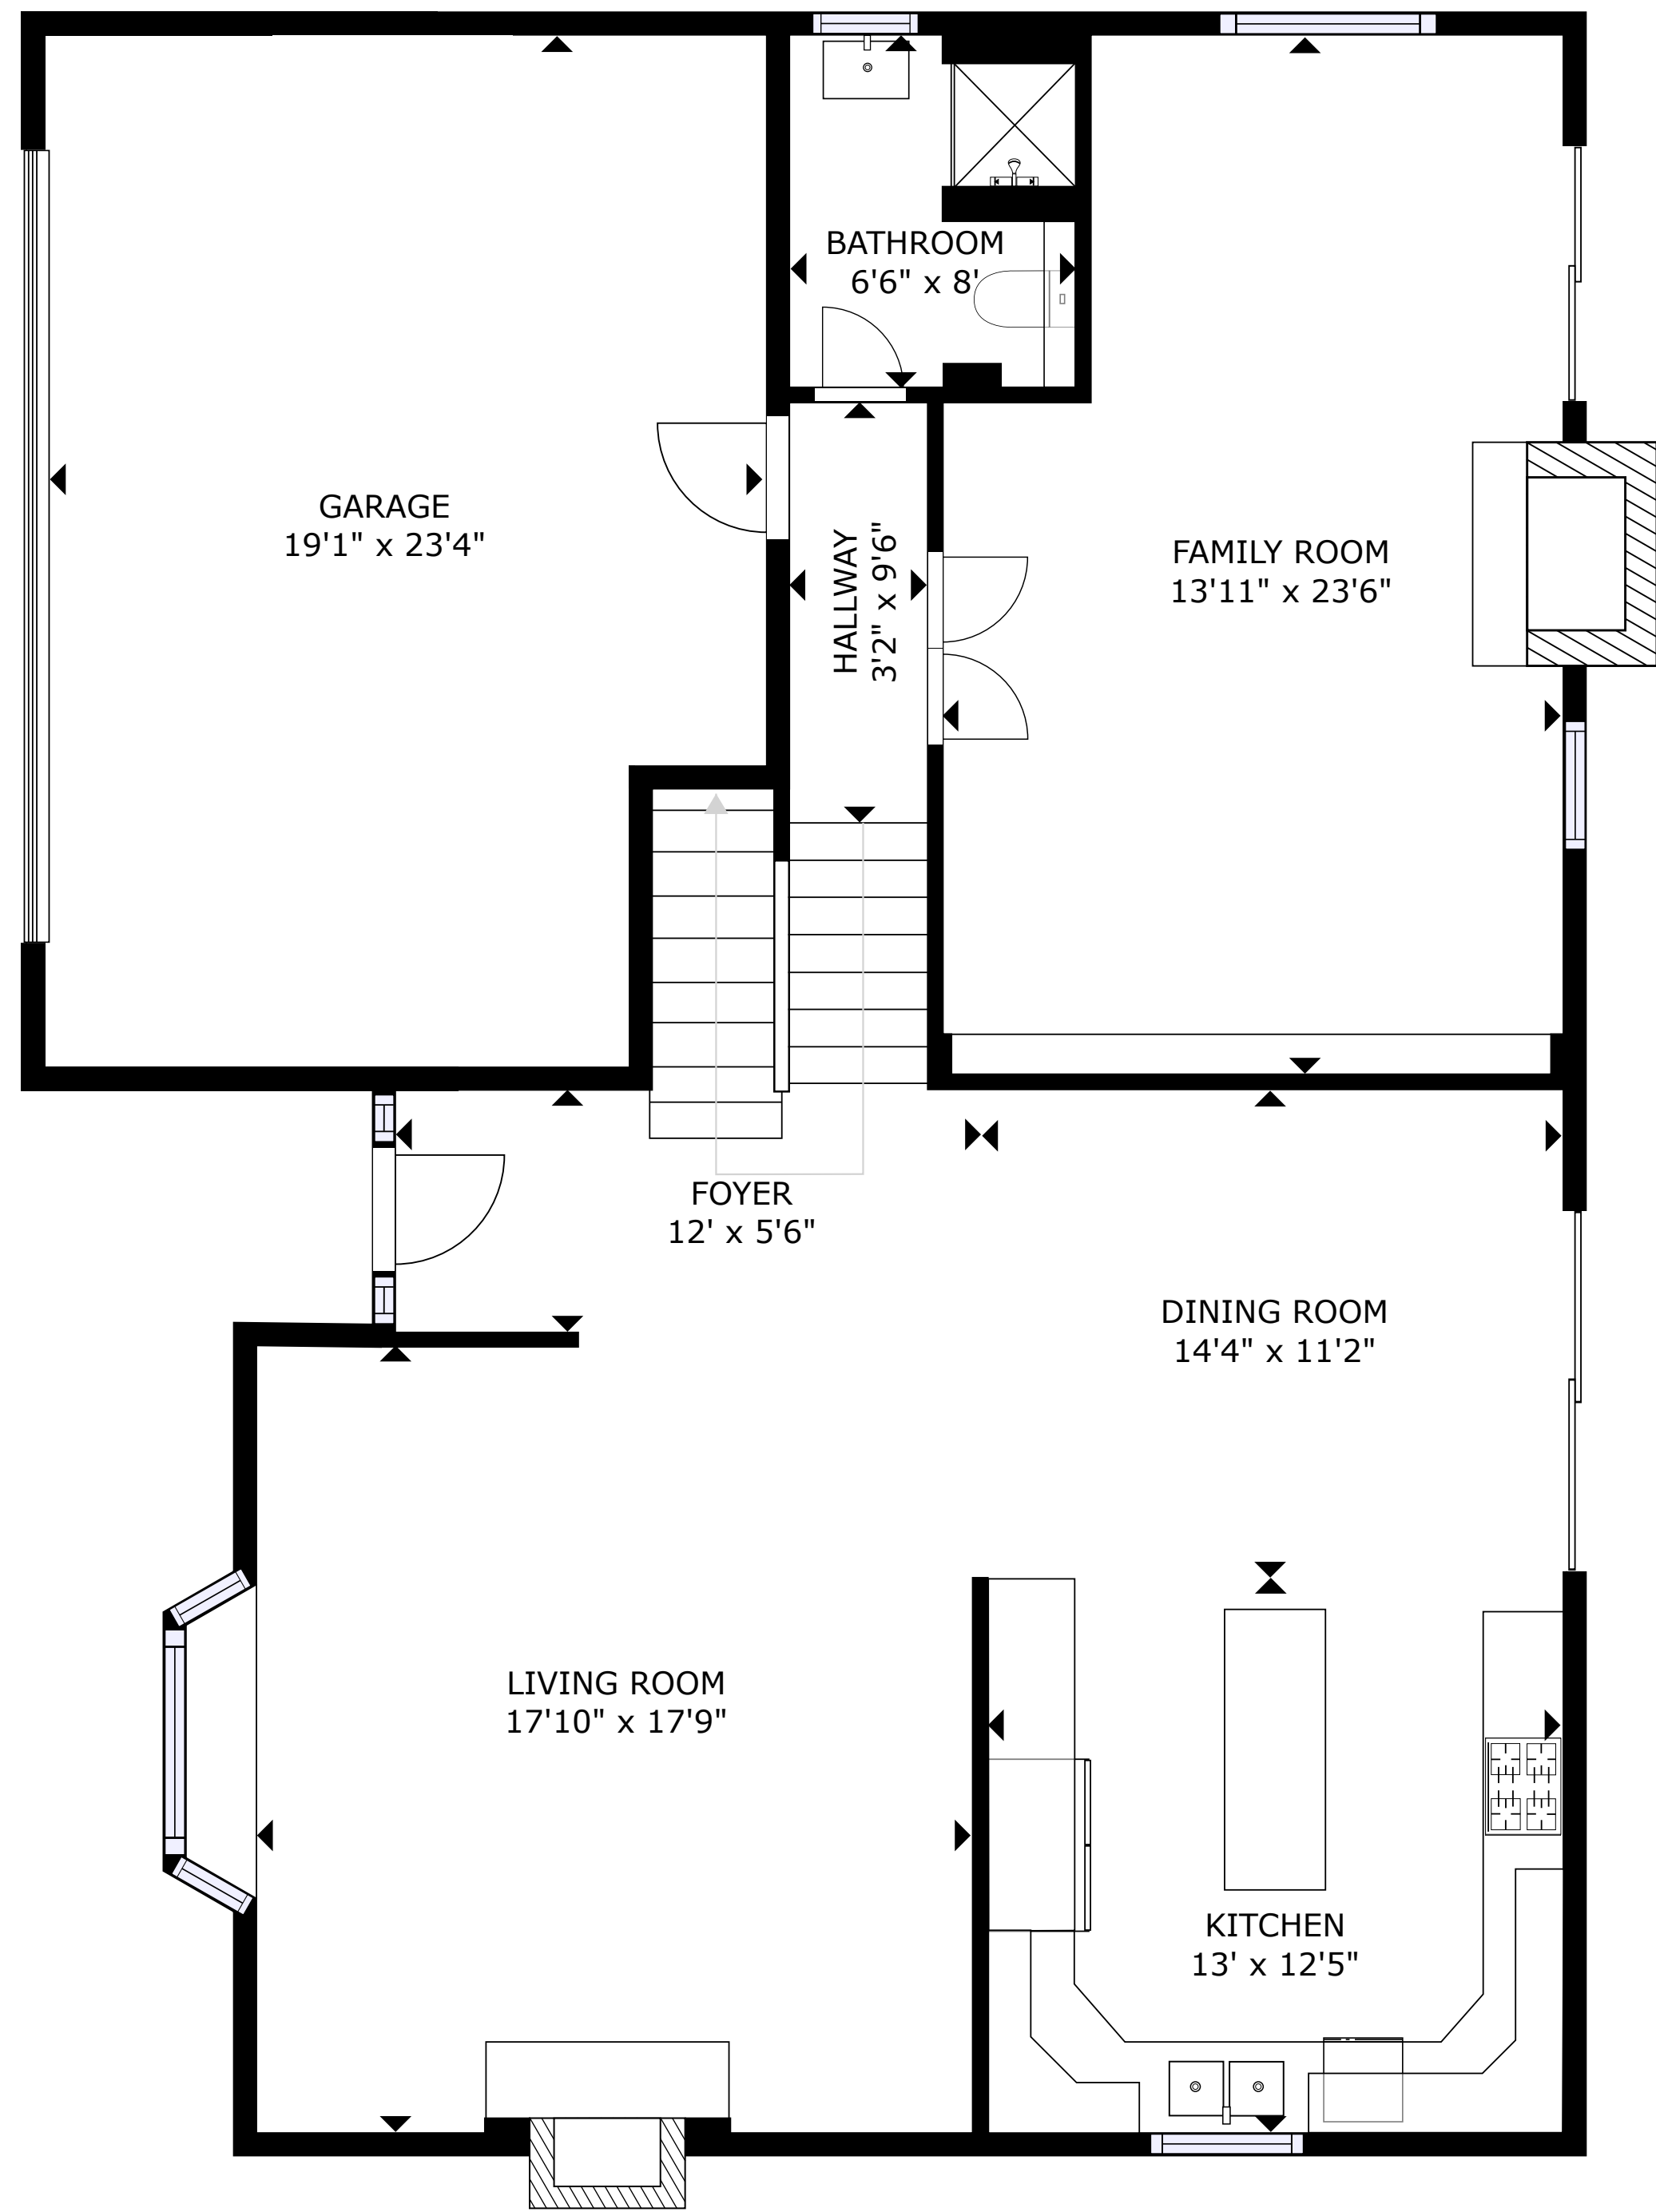 BATHROOM
6'6" x 8'
GARAGE
19'1" x 23'4"
HALLWAY
3'2" x 9'6"
FAMILY ROOM
13'11" x 23'6"
FOYER
12' x 5'6"
DINING ROOM
14'4" x 11'2"
LIVING ROOM
17'10" x 17'9"
KITCHEN
13' x 12'5"